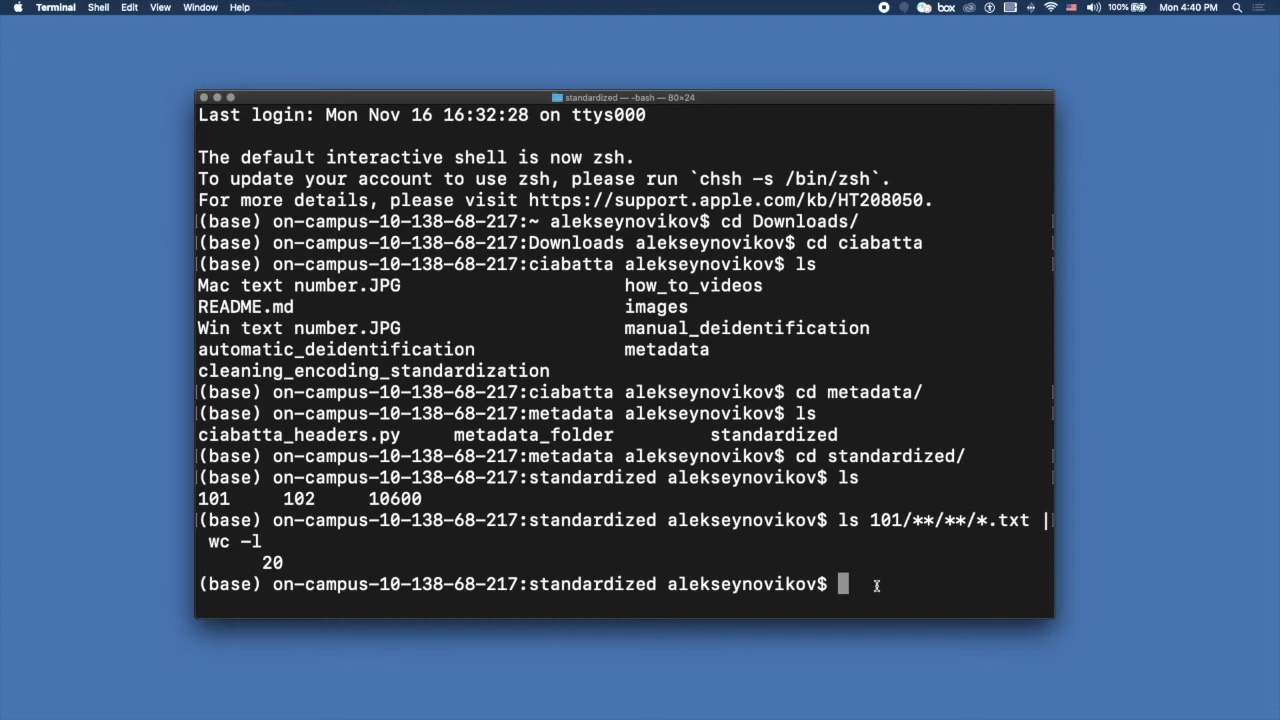 Terminal Shell Edit View Window Help box 100% Mon 4:40 PM
standardized — -bash — 80×24
Last login: Mon Nov 16 16:32:28 on ttys000
The default interactive shell is now zsh.
To update your account to use zsh, please run `chsh -s /bin/zsh`.
For more details, please visit https://support.apple.com/kb/HT208050.
(base) on-campus-10-138-68-217:~ alekseynovikov$ cd Downloads/
(base) on-campus-10-138-68-217:Downloads alekseynovikov$ cd ciabatta
(base) on-campus-10-138-68-217:ciabatta alekseynovikov$ ls
Mac text number.JPG how_to_videos
README.md images
Win text number.JPG manual_deidentification
automatic_deidentification metadata
cleaning_encoding_standardization
(base) on-campus-10-138-68-217:ciabatta alekseynovikov$ cd metadata/
(base) on-campus-10-138-68-217:metadata alekseynovikov$ ls
ciabatta_headers.py metadata_folder standardized
(base) on-campus-10-138-68-217:metadata alekseynovikov$ cd standardized/
(base) on-campus-10-138-68-217:standardized alekseynovikov$ ls
101 102 10600
(base) on-campus-10-138-68-217:standardized alekseynovikov$ ls 101/**/**/*.txt |
wc -l
20
(base) on-campus-10-138-68-217:standardized alekseynovikov$